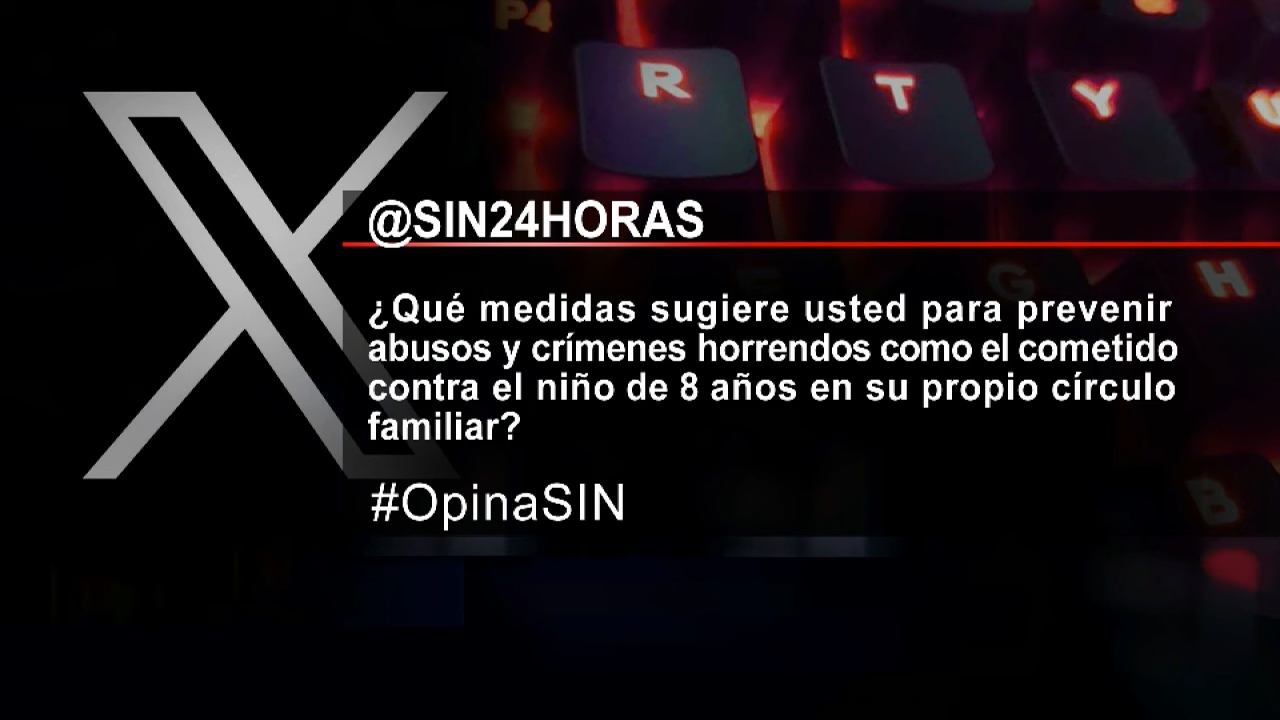 P4
R T Y
@SIN24HORAS
G H
¿Qué medidas sugiere usted para prevenir
abusos y crímenes horrendos como el cometido
contra el niño de 8 años en su propio círculo
familiar?
#OpinaSIN
B